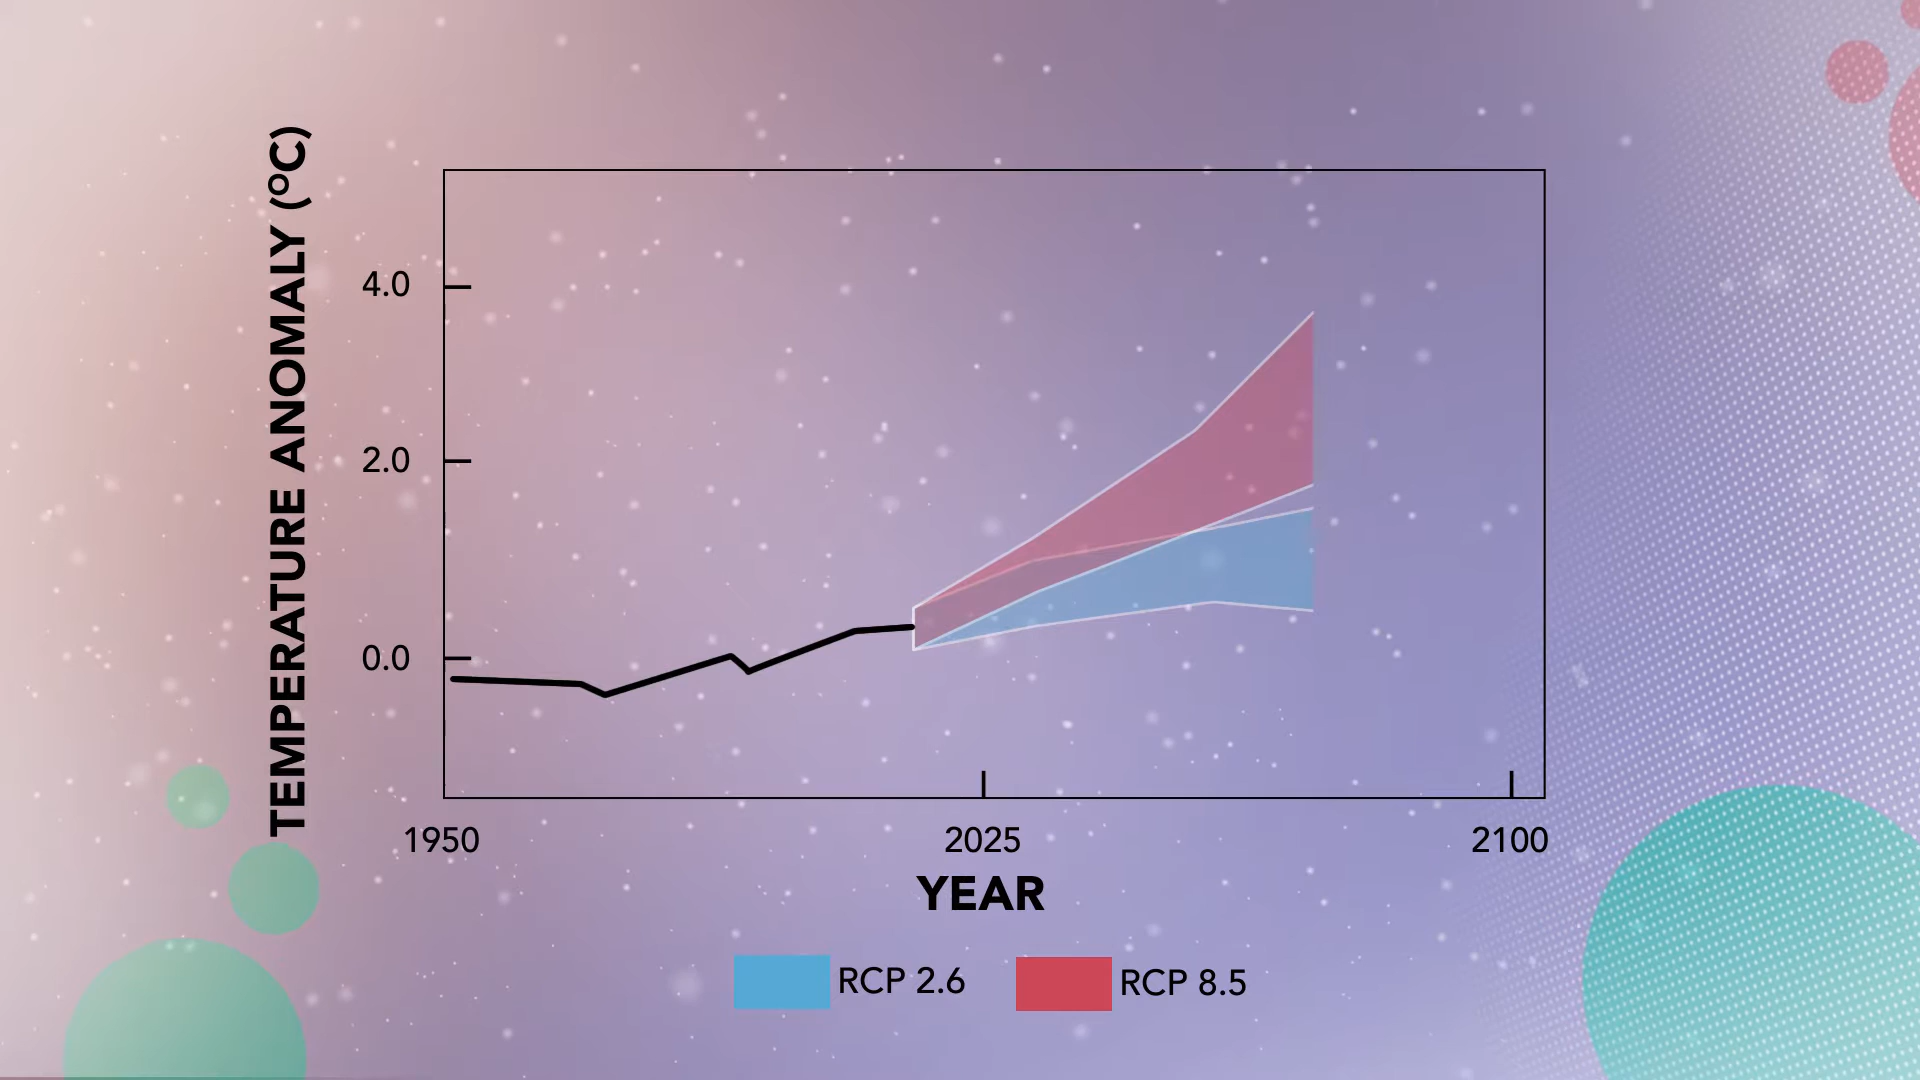 TEMPERATURE ANOMALY (°C)
4.0
2.0
0.0
1950
2025
2100
YEAR
RCP 2.6
RCP 8.5